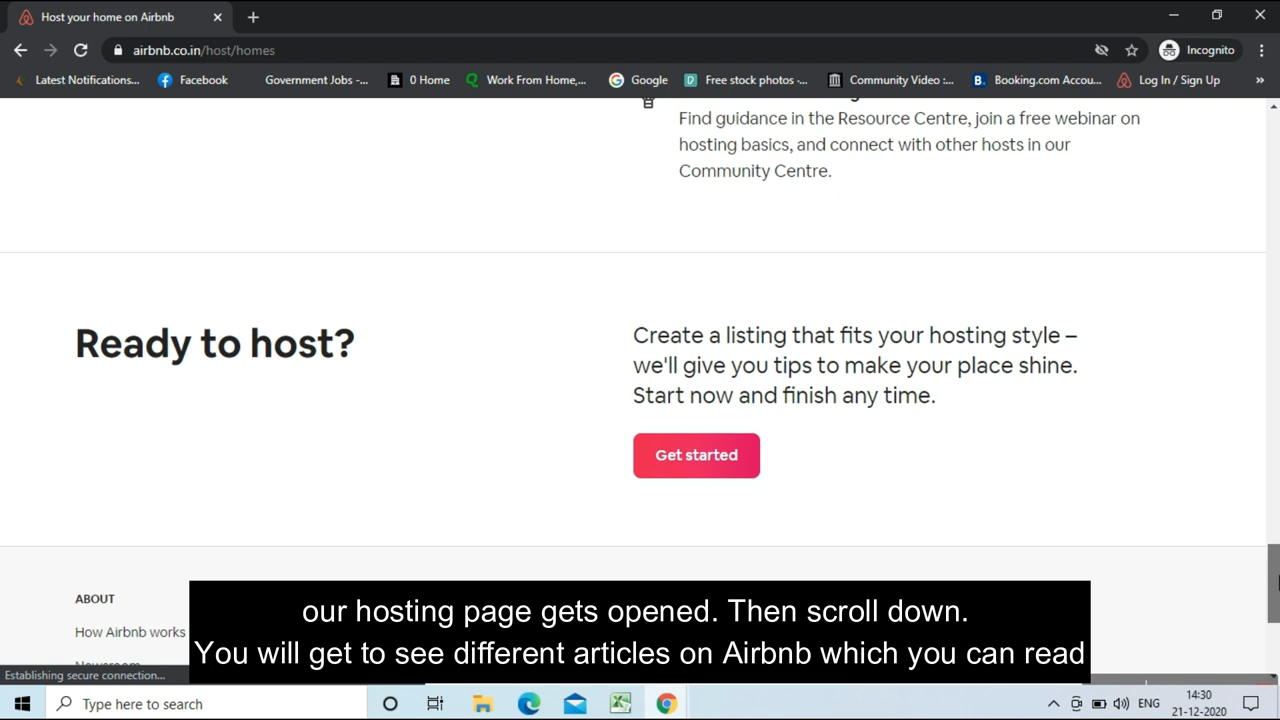 Host your home on Airbnb
airbnb.co.in/host/homes
Incognito
Latest Notifications...
Facebook
Government Jobs -...
0 Home
Work From Home,...
Google
Free stock photos -...
Community Video :...
Booking.com Accou...
Log In / Sign Up
»
Find guidance in the Resource Centre, join a free webinar on
hosting basics, and connect with other hosts in our
Community Centre.
Ready to host?
Create a listing that fits your hosting style –
we'll give you tips to make your place shine.
Start now and finish any time.
Get started
ABOUT
How Airbnb works
our hosting page gets opened. Then scroll down.
You will get to see different articles on Airbnb which you can read
Establishing secure connection...
Type here to search
ENG
14:30
21-12-2020